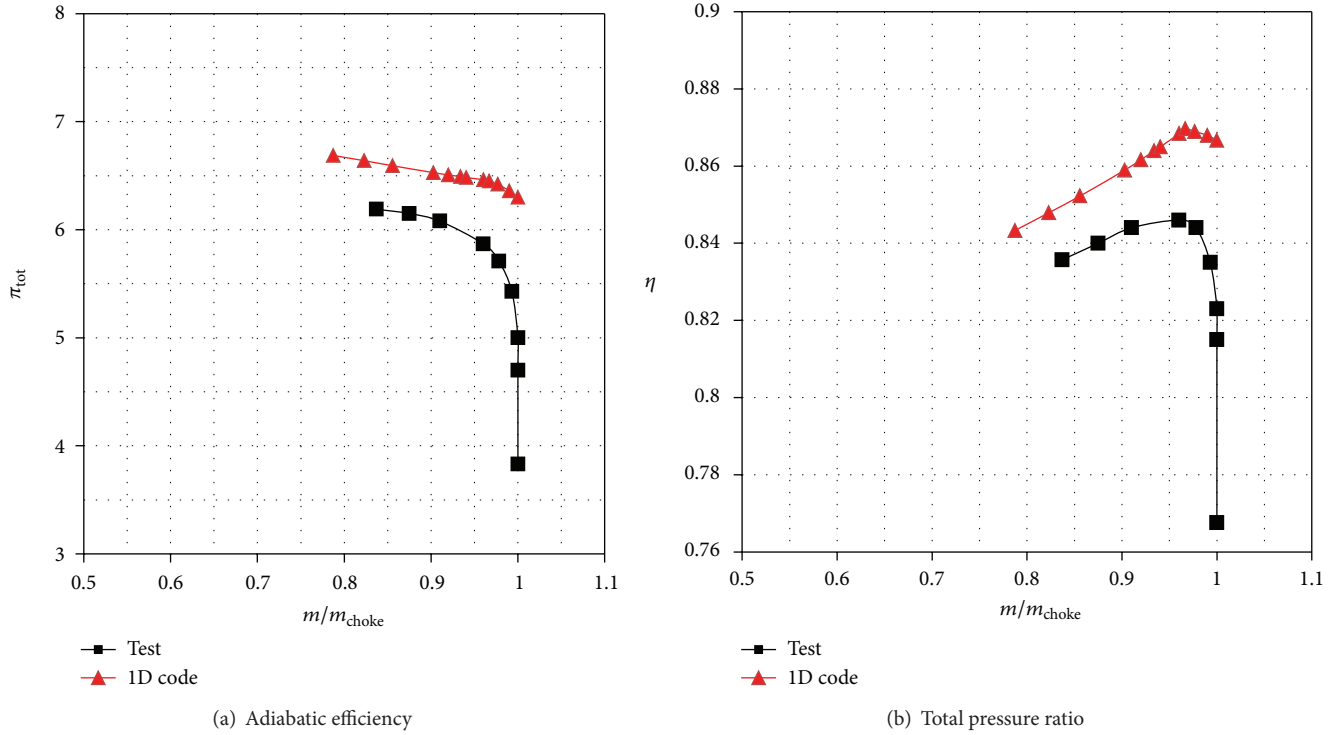 8
7
6
5
4
3
π_tot
0.5 0.6 0.7 0.8 0.9 1 1.1
m/m_choke
Test
1D code
(a) Adiabatic efficiency
0.9
0.88
0.86
0.84
0.82
0.8
0.78
0.76
η
0.5 0.6 0.7 0.8 0.9 1 1.1
m/m_choke
Test
1D code
(b) Total pressure ratio